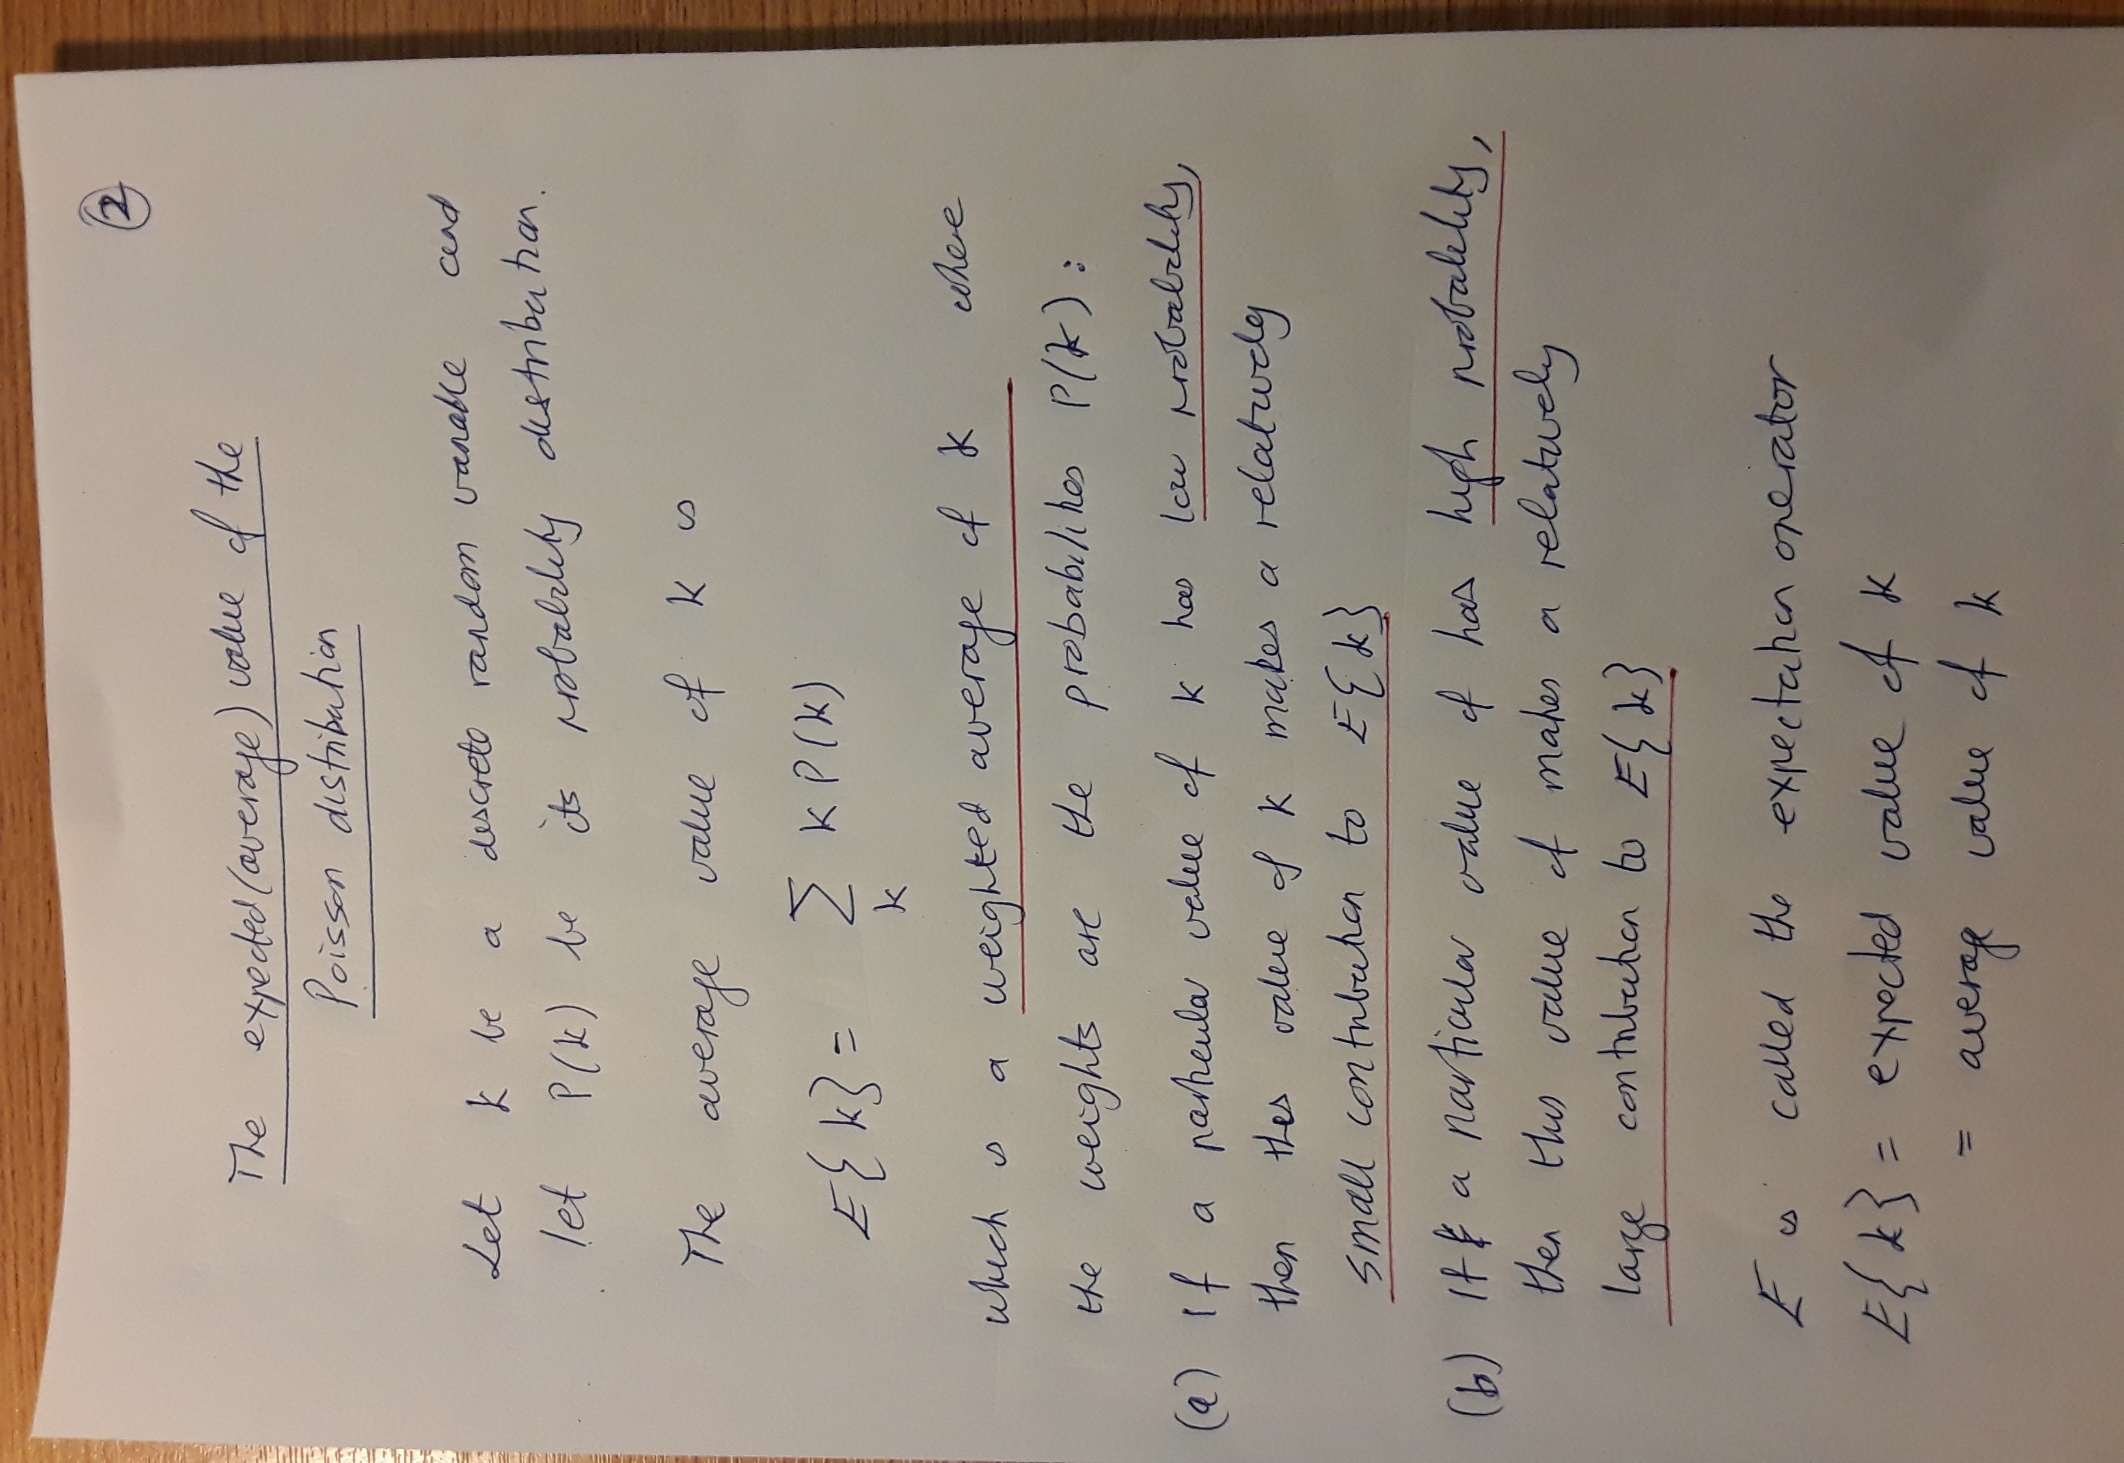 2
The expected (average) value of the
Poisson distribution
Let k be a discrete random variable and
let P(k) be its probability distribution.
The average value of k is
E{k} = ∑ k P(k)
k
which is a weighted average of k where
the weights are the probabilities P(k):
(a) If a particular value of k has low probability,
then this value of k makes a relatively
small contribution to E{k}
(b) If a particular value of has high probability,
then this value of makes a relatively
large contribution to E{k}
E is called the expectation operator
E{k} = expected value of k
= average value of k